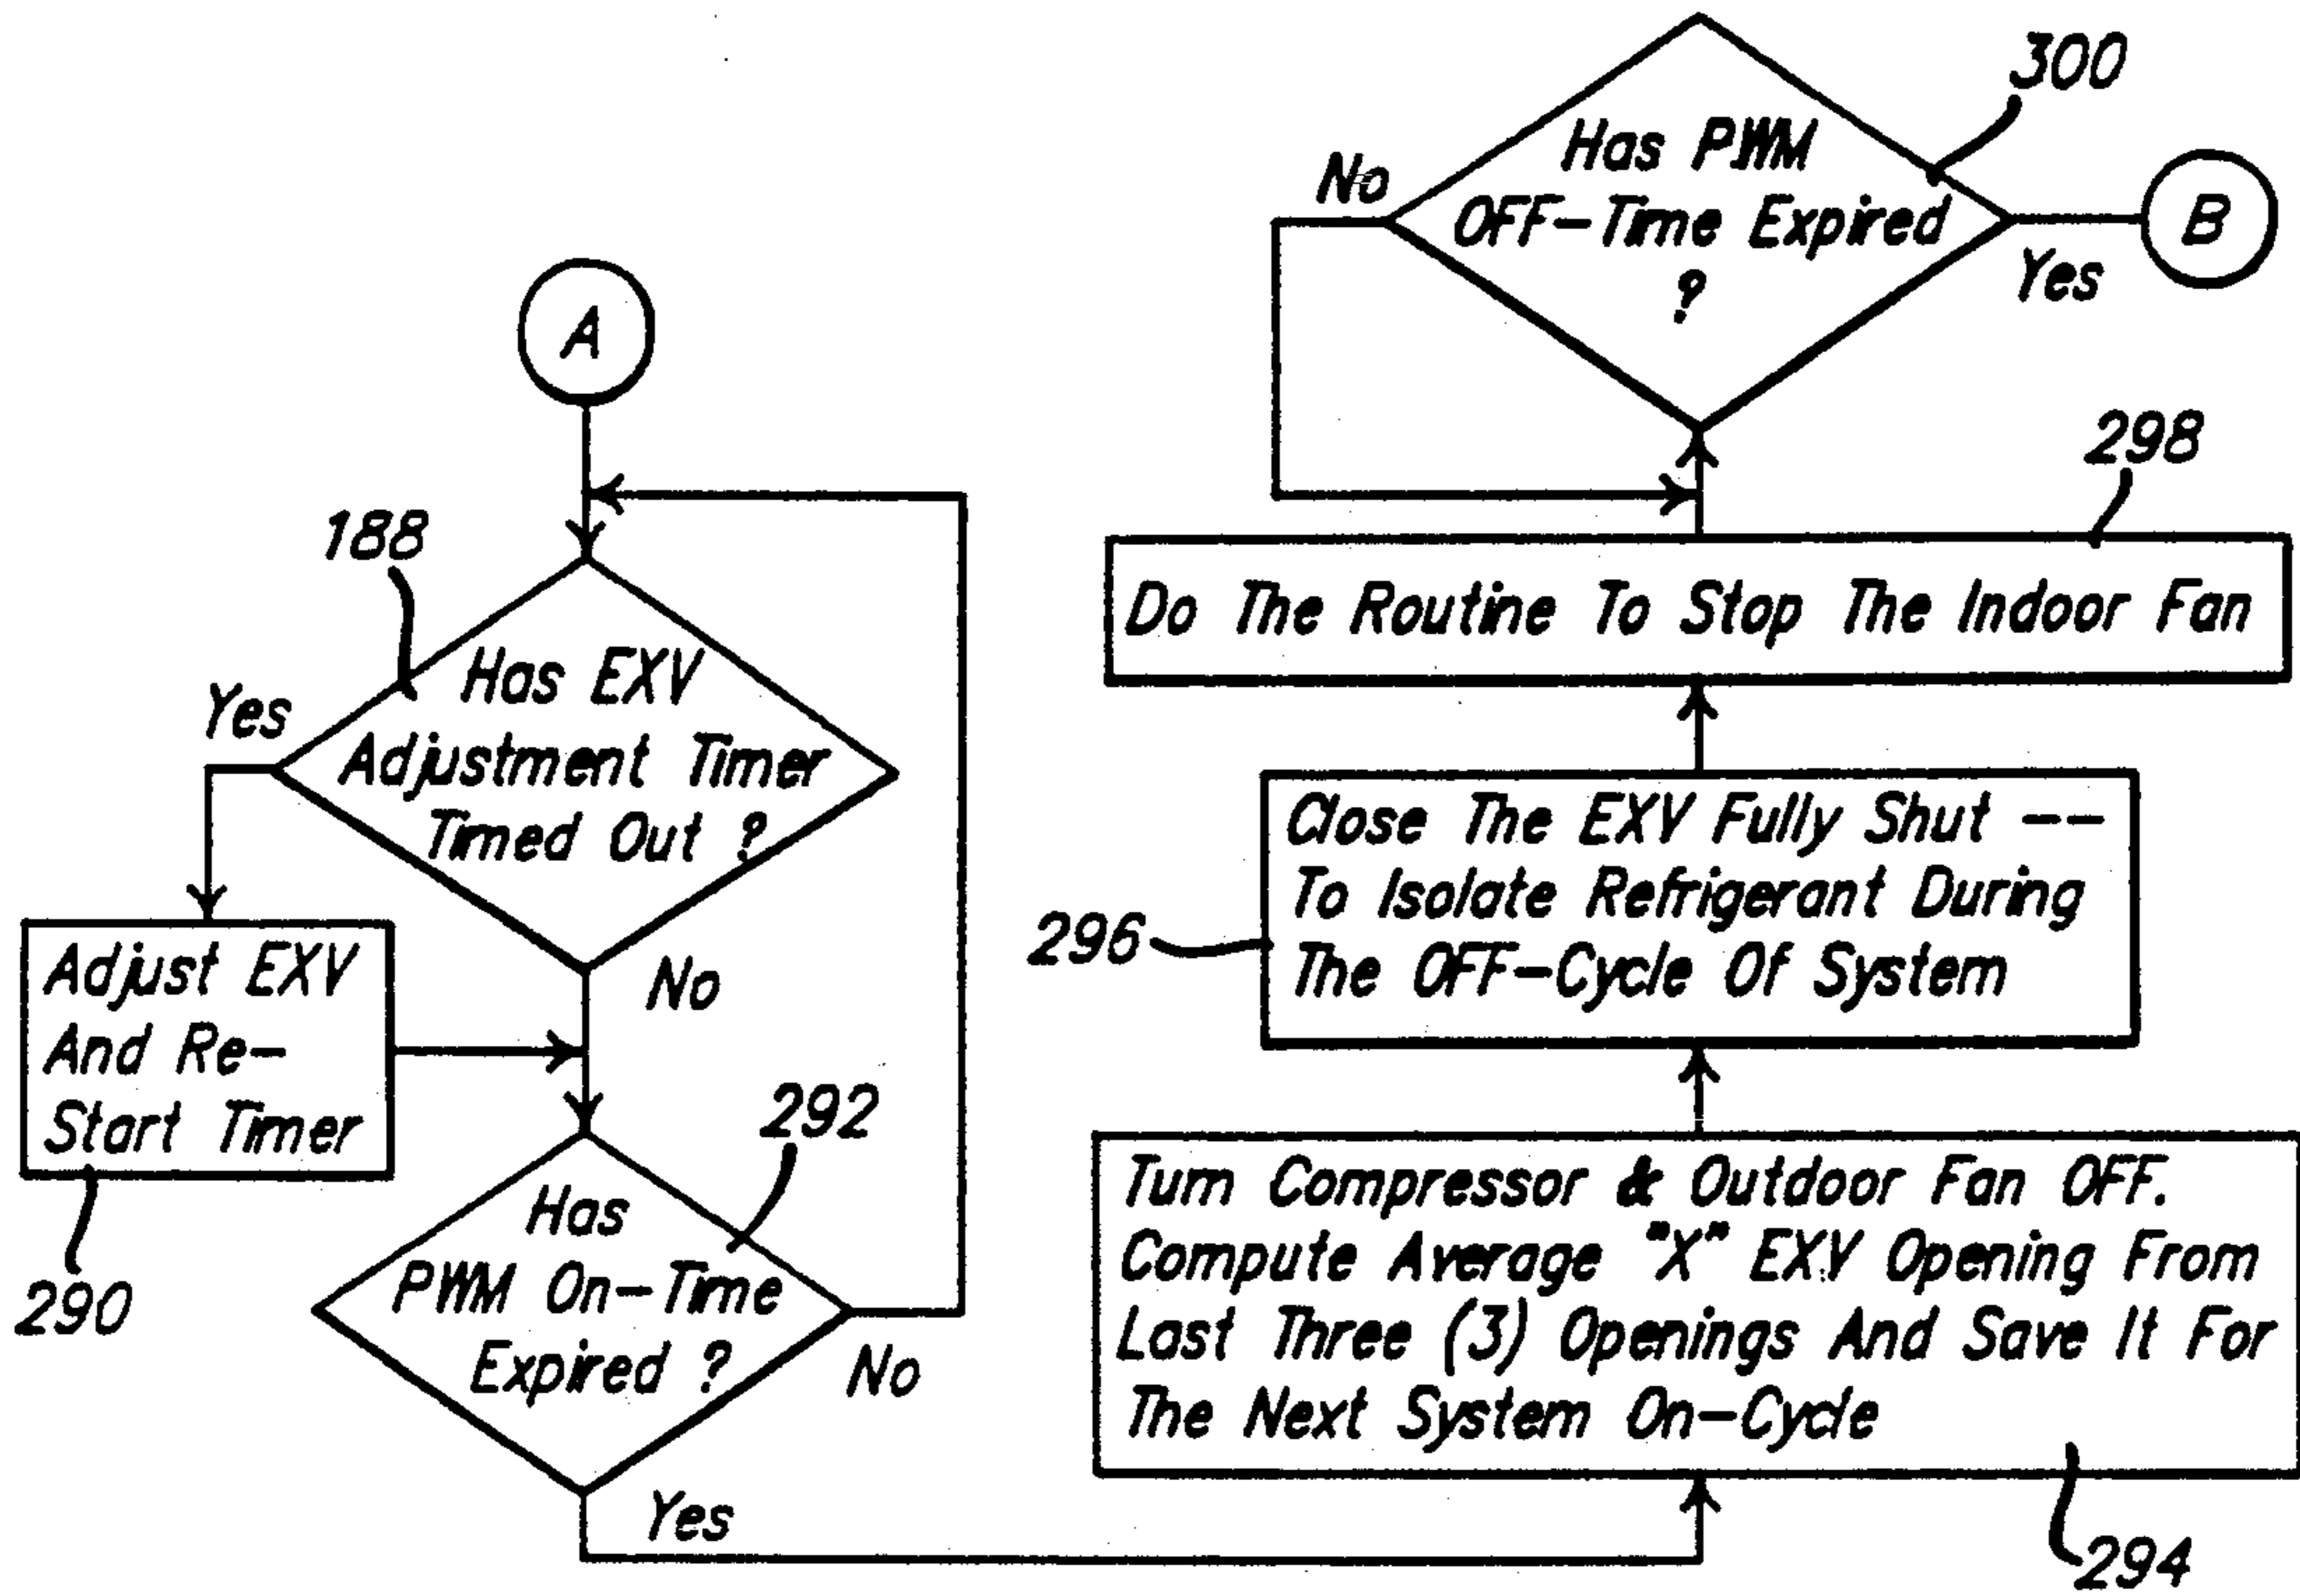 A
188
Has EXV
Adjustment Timer
Timed Out ?
Yes
No
Adjust EXV
And Re-
Start Timer
290
292
Has
PWM On-Time
Expired ?
No
Yes
294
Turn Compressor & Outdoor Fan OFF.
Compute Average "X" EXV Opening From
Last Three (3) Openings And Save It For
The Next System On-Cycle
296
Close The EXV Fully Shut --
To Isolate Refrigerant During
The OFF-Cycle Of System
298
Do The Routine To Stop The Indoor Fan
300
Has PWM
OFF-Time Expired
?
No
Yes
B